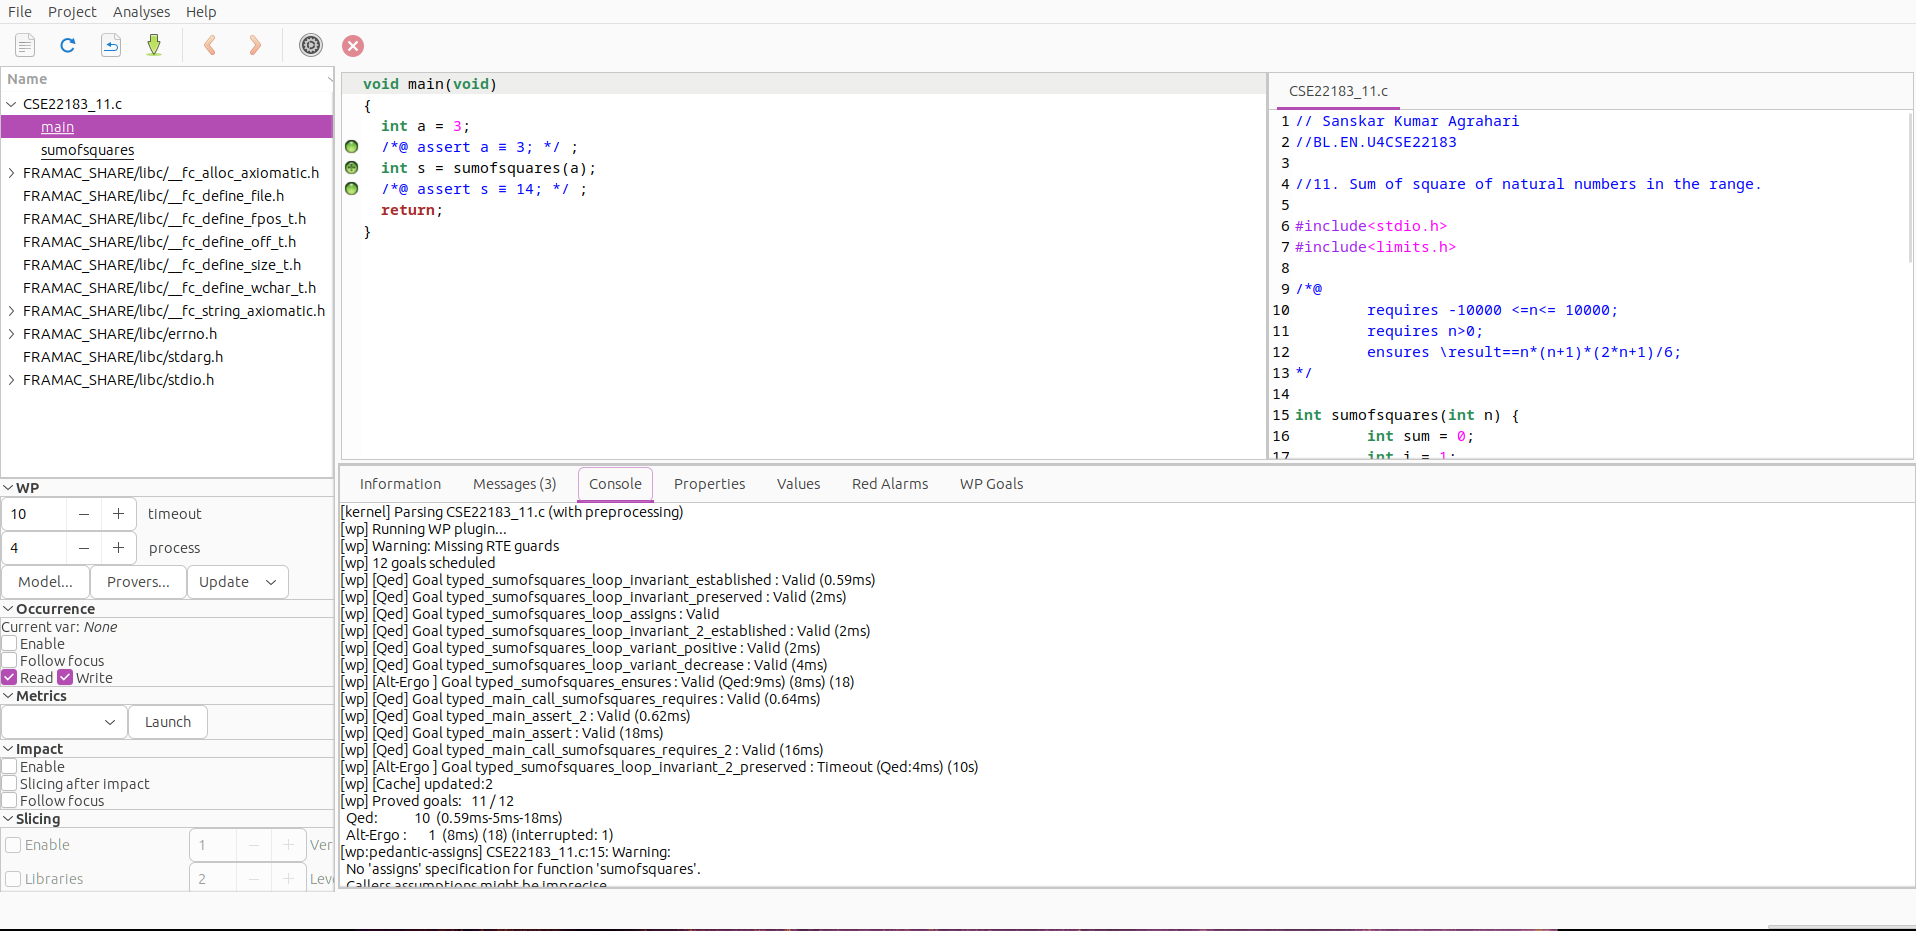 File Project Analyses Help
Name
CSE22183_11.c
main
sumofsquares
FRAMAC_SHARE/libc/__fc_alloc_axiomatic.h
FRAMAC_SHARE/libc/__fc_define_file.h
FRAMAC_SHARE/libc/__fc_define_fpos_t.h
FRAMAC_SHARE/libc/__fc_define_off_t.h
FRAMAC_SHARE/libc/__fc_define_size_t.h
FRAMAC_SHARE/libc/__fc_define_wchar_t.h
FRAMAC_SHARE/libc/__fc_string_axiomatic.h
FRAMAC_SHARE/libc/errno.h
FRAMAC_SHARE/libc/stdarg.h
FRAMAC_SHARE/libc/stdio.h
WP
10 − + timeout
4 − + process
Model... Provers... Update
Occurrence
Current var: None
Enable
Follow focus
Read Write
Metrics
Launch
Impact
Enable
Slicing after impact
Follow focus
Slicing
Enable 1 − + Ver
Libraries 2 − + Leve
void main(void)
{
int a = 3;
/*@ assert a ≡ 3; */ ;
int s = sumofsquares(a);
/*@ assert s ≡ 14; */ ;
return;
}
CSE22183_11.c
1 // Sanskar Kumar Agrahari
2 //BL.EN.U4CSE22183
3
4 //11. Sum of square of natural numbers in the range.
5
6 #include<stdio.h>
7 #include<limits.h>
8
9 /*@
10 requires -10000 <=n<= 10000;
11 requires n>0;
12 ensures \result==n*(n+1)*(2*n+1)/6;
13 */
14
15 int sumofsquares(int n) {
16 int sum = 0;
17 int i = 1;
Information Messages (3) Console Properties Values Red Alarms WP Goals
[kernel] Parsing CSE22183_11.c (with preprocessing)
[wp] Running WP plugin...
[wp] Warning: Missing RTE guards
[wp] 12 goals scheduled
[wp] [Qed] Goal typed_sumofsquares_loop_invariant_established : Valid (0.59ms)
[wp] [Qed] Goal typed_sumofsquares_loop_invariant_preserved : Valid (2ms)
[wp] [Qed] Goal typed_sumofsquares_loop_assigns : Valid
[wp] [Qed] Goal typed_sumofsquares_loop_invariant_2_established : Valid (2ms)
[wp] [Qed] Goal typed_sumofsquares_loop_variant_positive : Valid (2ms)
[wp] [Qed] Goal typed_sumofsquares_loop_variant_decrease : Valid (4ms)
[wp] [Alt-Ergo ] Goal typed_sumofsquares_ensures : Valid (Qed:9ms) (8ms) (18)
[wp] [Qed] Goal typed_main_call_sumofsquares_requires : Valid (0.64ms)
[wp] [Qed] Goal typed_main_assert_2 : Valid (0.62ms)
[wp] [Qed] Goal typed_main_assert : Valid (18ms)
[wp] [Qed] Goal typed_main_call_sumofsquares_requires_2 : Valid (16ms)
[wp] [Alt-Ergo ] Goal typed_sumofsquares_loop_invariant_2_preserved : Timeout (Qed:4ms) (10s)
[wp] [Cache] updated:2
[wp] Proved goals: 11 / 12
Qed: 10 (0.59ms-5ms-18ms)
Alt-Ergo : 1 (8ms) (18) (interrupted: 1)
[wp:pedantic-assigns] CSE22183_11.c:15: Warning:
No 'assigns' specification for function 'sumofsquares'.
Callers assumptions might be imprecise.